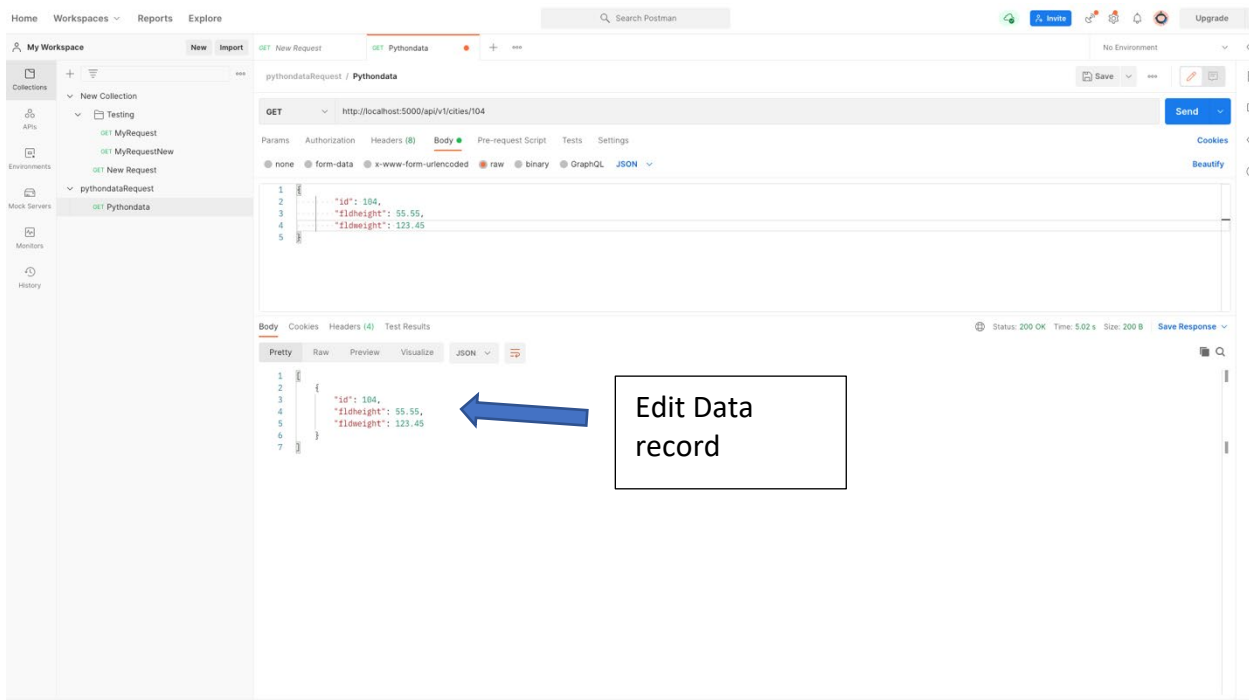 Home Workspaces Reports Explore Search Postman Invite Upgrade
My Workspace New Import GET New Request GET Pythondata + No Environment
Collections
APIs
Environments
Mock Servers
Monitors
History
+
New Collection
Testing
GET MyRequest
GET MyRequestNew
GET New Request
pythondataRequest
GET Pythondata
pythondataRequest / Pythondata Save
GET http://localhost:5000/api/v1/cities/104 Send
Params Authorization Headers (8) Body Pre-request Script Tests Settings Cookies
none form-data x-www-form-urlencoded raw binary GraphQL JSON Beautify
1 {
2 "id": 104,
3 "fldheight": 55.55,
4 "fldweight": 123.45
5 }
Body Cookies Headers (4) Test Results Status: 200 OK Time: 5.02 s Size: 200 B Save Response
Pretty Raw Preview Visualize JSON
1 [
2 {
3 "id": 104,
4 "fldheight": 55.55,
5 "fldweight": 123.45
6 }
7 ]
Edit Data
record